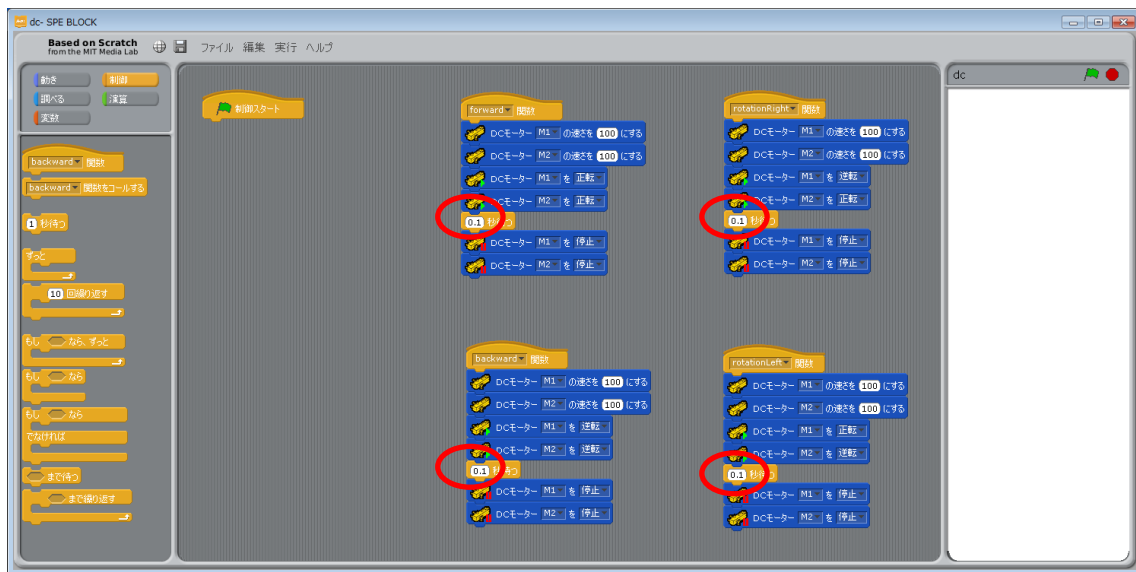 dc- SPE BLOCK
Based on Scratch
from the MIT Media Lab
ファイル 編集 実行 ヘルプ
動き 制御
調べる 演算
変数
backward 関数
backward 関数をコールする
1 秒待つ
ずっと
10 回繰り返す
もし なら、ずっと
もし なら
もし なら
でなければ
まで待つ
まで繰り返す
制御スタート
forward 関数
DCモーター M1 の速さを 100 にする
DCモーター M2 の速さを 100 にする
DCモーター M1 を 正転
DCモーター M2 を 正転
0.1 秒待つ
DCモーター M1 を 停止
DCモーター M2 を 停止
rotationRight 関数
DCモーター M1 の速さを 100 にする
DCモーター M2 の速さを 100 にする
DCモーター M1 を 逆転
DCモーター M2 を 正転
0.1 秒待つ
DCモーター M1 を 停止
DCモーター M2 を 停止
backward 関数
DCモーター M1 の速さを 100 にする
DCモーター M2 の速さを 100 にする
DCモーター M1 を 逆転
DCモーター M2 を 逆転
0.1 秒待つ
DCモーター M1 を 停止
DCモーター M2 を 停止
rotationLeft 関数
DCモーター M1 の速さを 100 にする
DCモーター M2 の速さを 100 にする
DCモーター M1 を 正転
DCモーター M2 を 逆転
0.1 秒待つ
DCモーター M1 を 停止
DCモーター M2 を 停止
dc